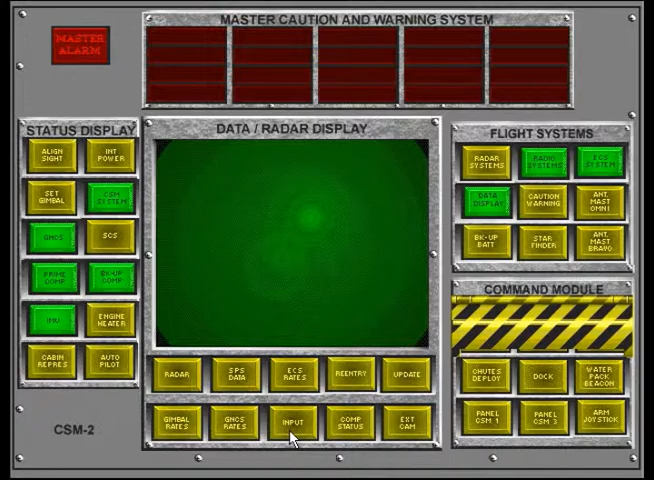 MASTER CAUTION AND WARNING SYSTEM
MASTER
ALARM
STATUS DISPLAY
ALIGN
SIGHT
INT
POWER
SET
GIMBAL
CSM
SYSTEM
GNCS
SCS
PRIME
COMP
BK-UP
COMP
IMU
ENGINE
HEATER
CABIN
REPRES
AUTO
PILOT
CSM-2
DATA / RADAR DISPLAY
RADAR
SPS
DATA
ECS
RATES
REENTRY
UPDATE
GIMBAL
RATES
GNCS
RATES
INPUT
COMP
STATUS
EXT
CAM
FLIGHT SYSTEMS
RADAR
SYSTEMS
RADIO
SYSTEMS
ECS
SYSTEM
DATA
DISPLAY
CAUTION
WARNING
ANT.
MAST
OMNI
BK-UP
BATT
STAR
FINDER
ANT.
MAST
BRAVO
COMMAND MODULE
CHUTES
DEPLOY
DOCK
WATER
PACK
BEACON
PANEL
CSM 1
PANEL
CSM 3
ARM
JOYSTICK